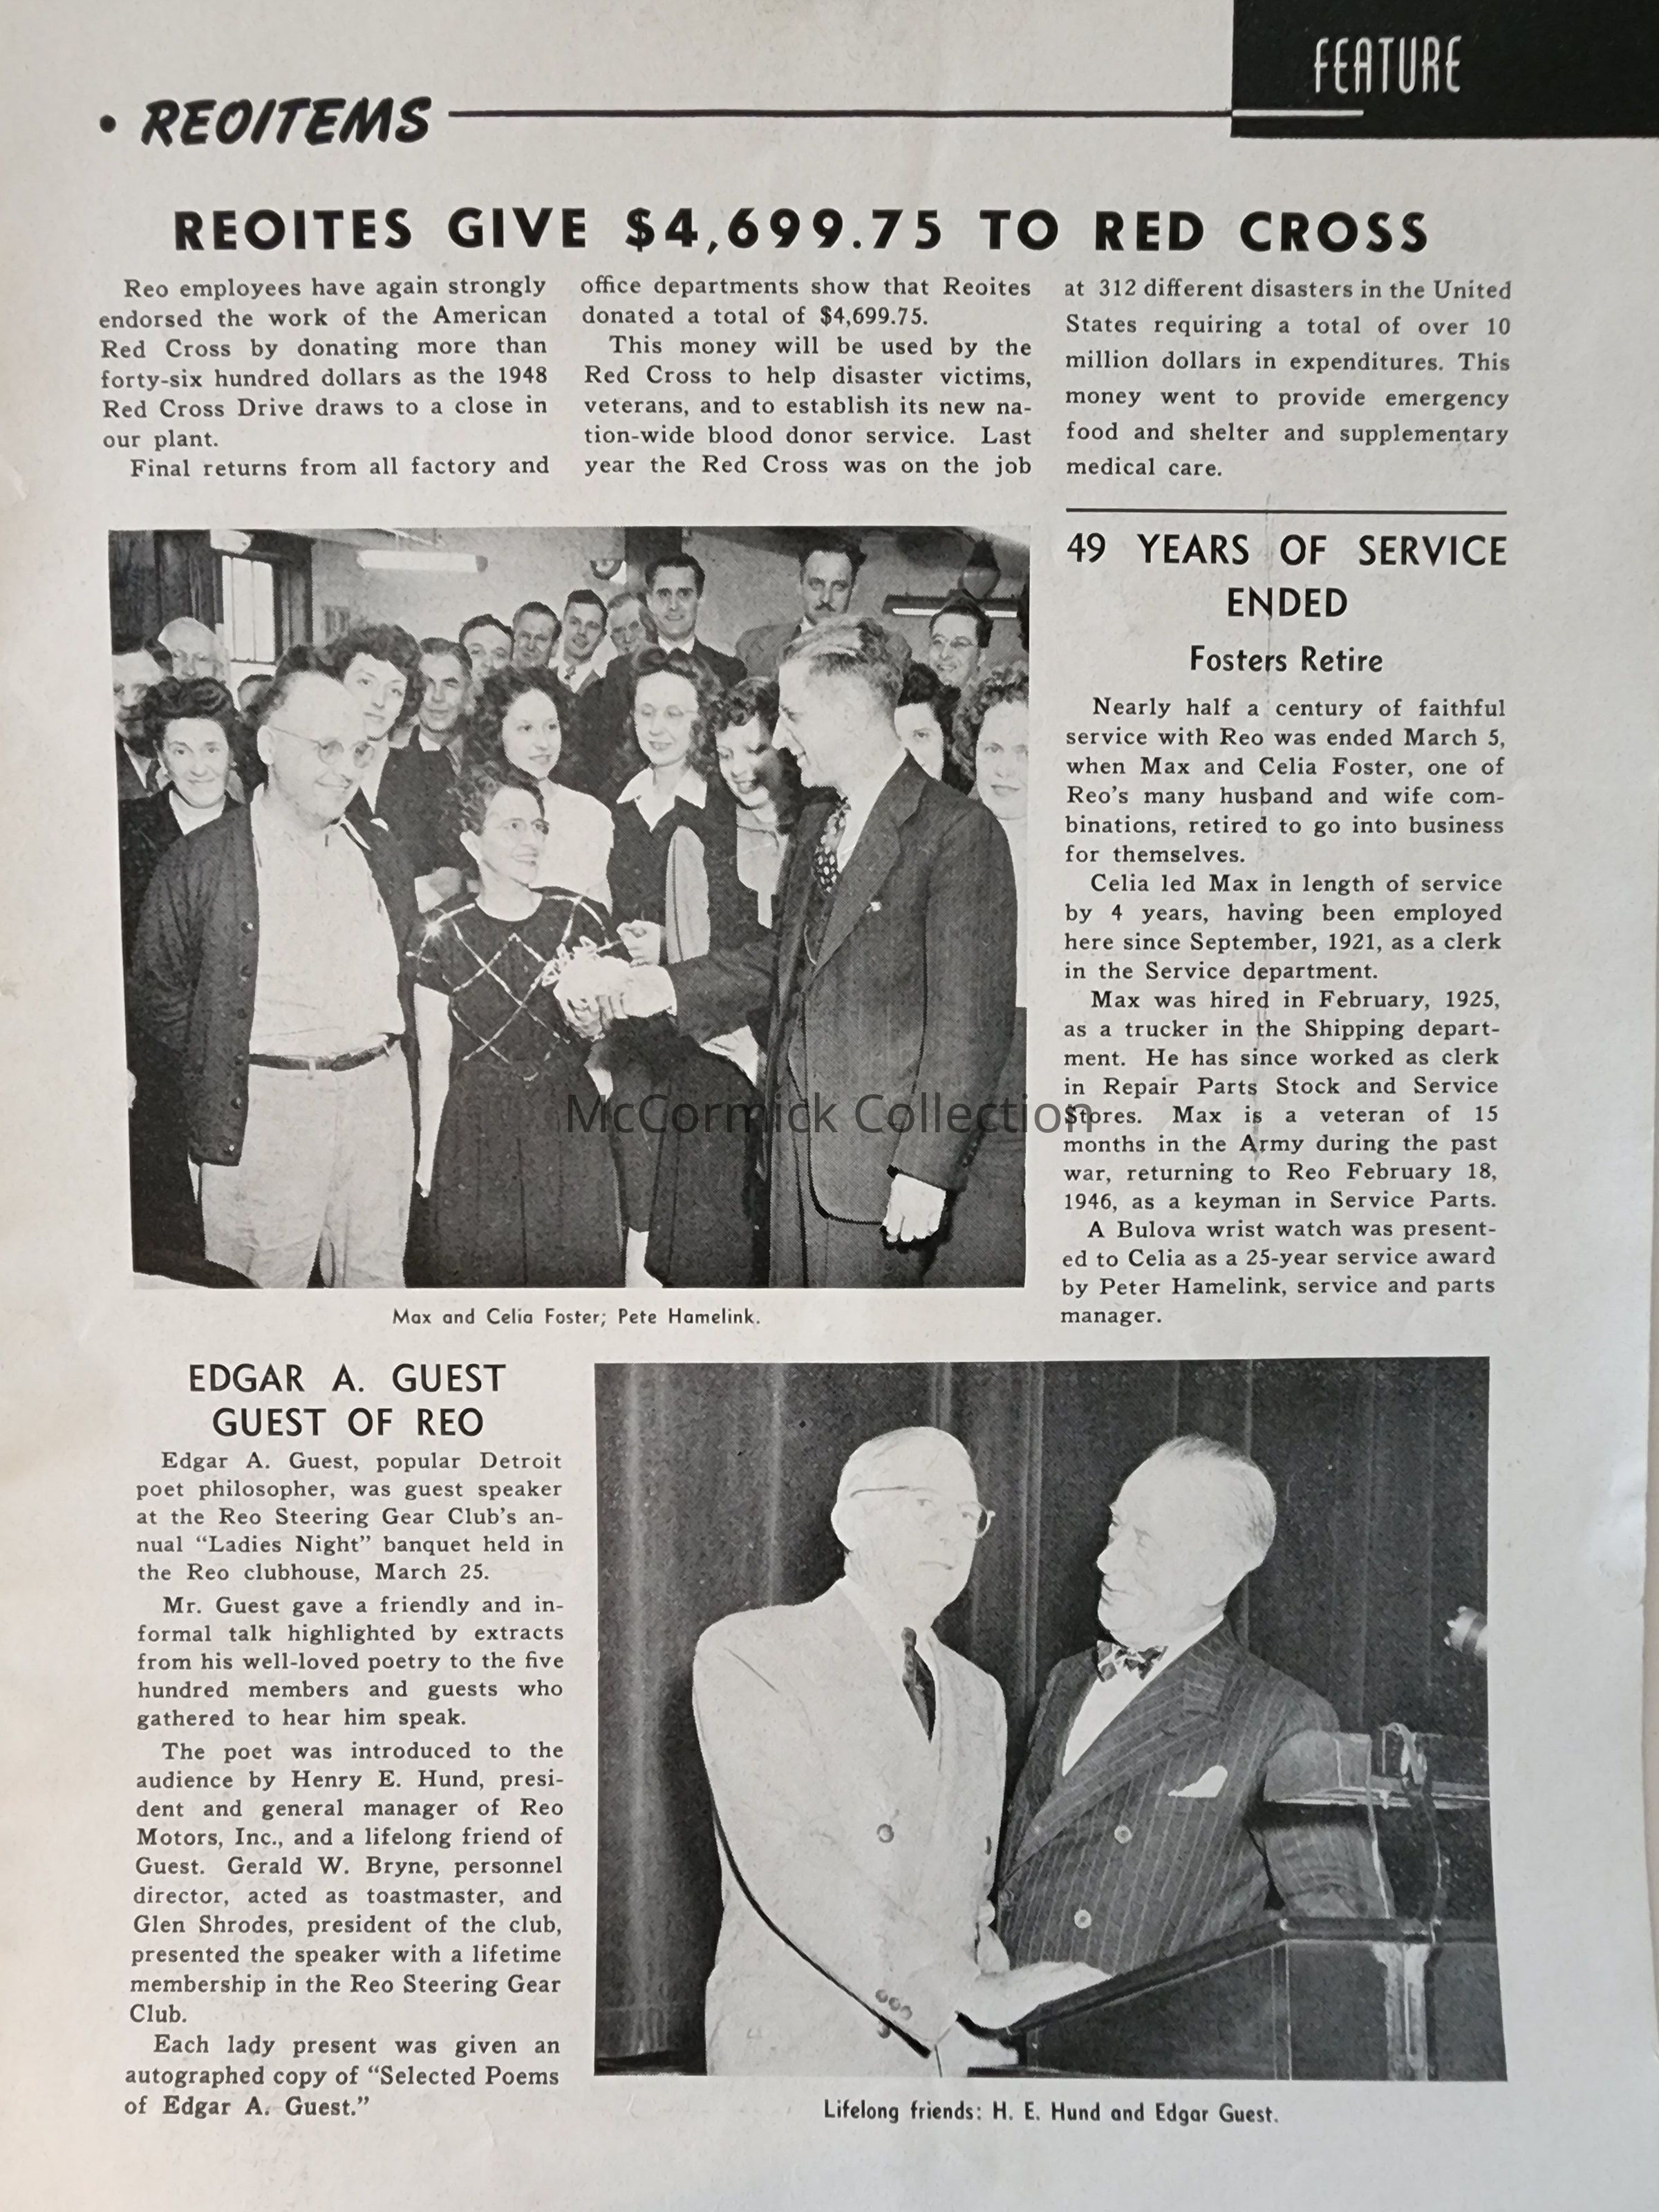 FEATURE
• REOITEMS
REOITES GIVE $4,699.75 TO RED CROSS
Reo employees have again strongly
endorsed the work of the American
Red Cross by donating more than
forty-six hundred dollars as the 1948
Red Cross Drive draws to a close in
our plant.
Final returns from all factory and
office departments show that Reoites
donated a total of $4,699.75.
This money will be used by the
Red Cross to help disaster victims,
veterans, and to establish its new na-
tion-wide blood donor service. Last
year the Red Cross was on the job
at 312 different disasters in the United
States requiring a total of over 10
million dollars in expenditures. This
money went to provide emergency
food and shelter and supplementary
medical care.
49 YEARS OF SERVICE
ENDED
Fosters Retire
Nearly half a century of faithful
service with Reo was ended March 5,
when Max and Celia Foster, one of
Reo's many husband and wife com-
binations, retired to go into business
for themselves.
Celia led Max in length of service
by 4 years, having been employed
here since September, 1921, as a clerk
in the Service department.
Max was hired in February, 1925,
as a trucker in the Shipping depart-
ment. He has since worked as clerk
in Repair Parts Stock and Service
Stores. Max is a veteran of 15
months in the Army during the past
war, returning to Reo February 18,
1946, as a keyman in Service Parts.
A Bulova wrist watch was present-
ed to Celia as a 25-year service award
by Peter Hamelink, service and parts
manager.
McCormick Collection
Max and Celia Foster; Pete Hamelink.
EDGAR A. GUEST
GUEST OF REO
Edgar A. Guest, popular Detroit
poet philosopher, was guest speaker
at the Reo Steering Gear Club's an-
nual "Ladies Night" banquet held in
the Reo clubhouse, March 25.
Mr. Guest gave a friendly and in-
formal talk highlighted by extracts
from his well-loved poetry to the five
hundred members and guests who
gathered to hear him speak.
The poet was introduced to the
audience by Henry E. Hund, presi-
dent and general manager of Reo
Motors, Inc., and a lifelong friend of
Guest. Gerald W. Bryne, personnel
director, acted as toastmaster, and
Glen Shrodes, president of the club,
presented the speaker with a lifetime
membership in the Reo Steering Gear
Club.
Each lady present was given an
autographed copy of "Selected Poems
of Edgar A. Guest."
Lifelong friends: H. E. Hund and Edgar Guest.